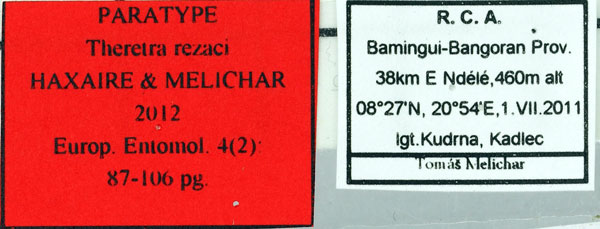 PARATYPE
Theretra rezaci
HAXAIRE & MELICHAR
2012
Europ. Entomol. 4(2):
87-106 pg.
R. C. A.
Bamingui-Bangoran Prov.
38km E Ndélé,460m alt
08°27'N, 20°54'E,1.VII.2011
lgt.Kudrna, Kadlec
Tomáš Melichar